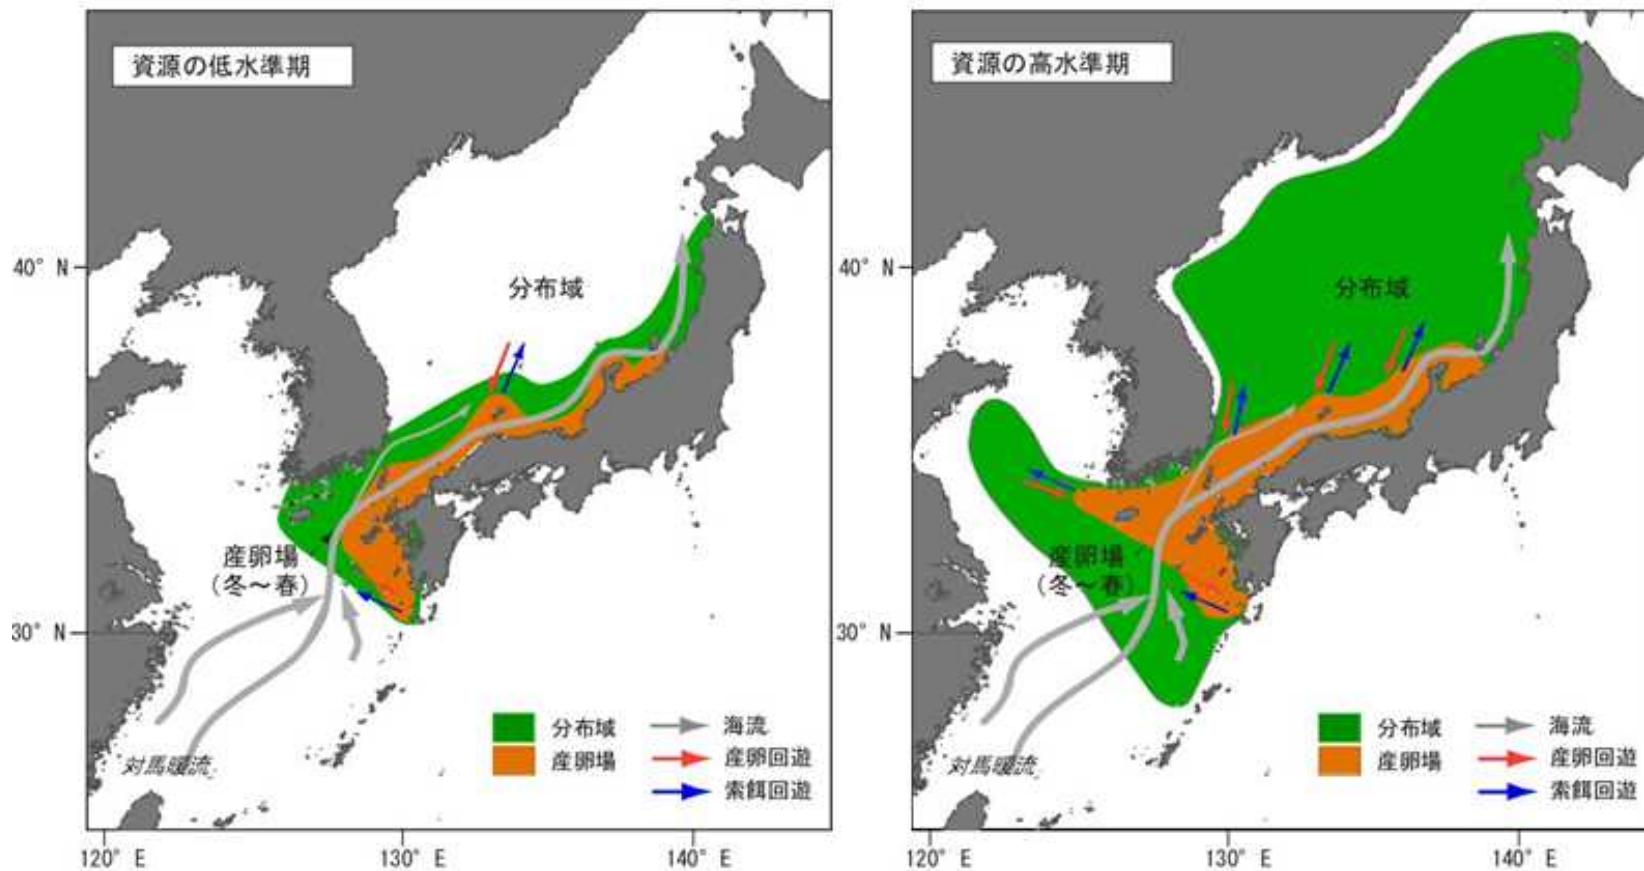 資源の低水準期
40° N
分布域
産卵場
(冬〜春)
30° N
対馬暖流
分布域
産卵場
海流
産卵回遊
索餌回遊
120° E
130° E
140° E
資源の高水準期
40° N
分布域
産卵場
(冬〜春)
30° N
対馬暖流
分布域
産卵場
海流
産卵回遊
索餌回遊
120° E
130° E
140° E